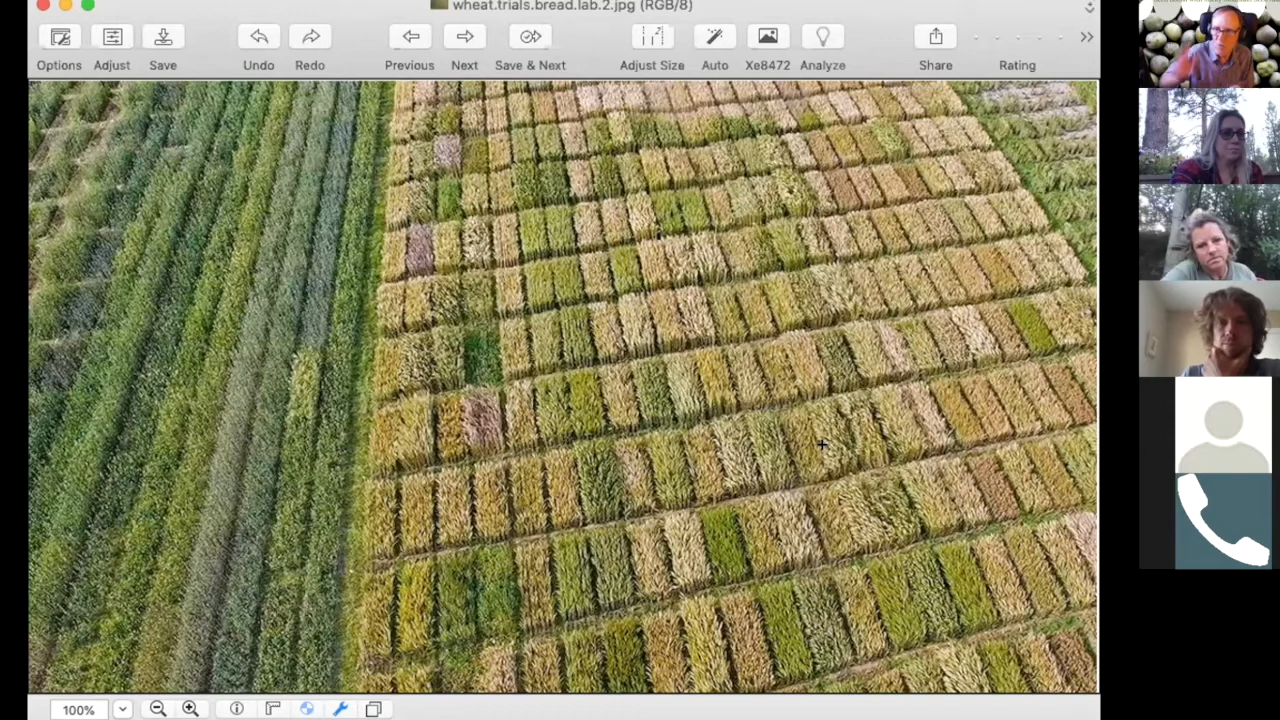 wheat.trials.bread.lab.2.jpg (RGB/8)
Options Adjust Save Undo Redo Previous Next Save & Next Adjust Size Auto Xe8472 Analyze Share Rating
100%